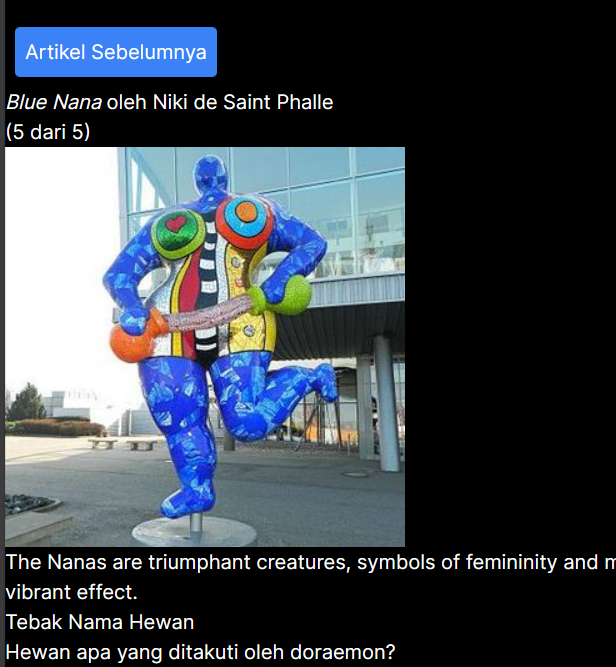 Artikel Sebelumnya
Blue Nana oleh Niki de Saint Phalle
(5 dari 5)
The Nanas are triumphant creatures, symbols of femininity and
vibrant effect.
Tebak Nama Hewan
Hewan apa yang ditakuti oleh doraemon?